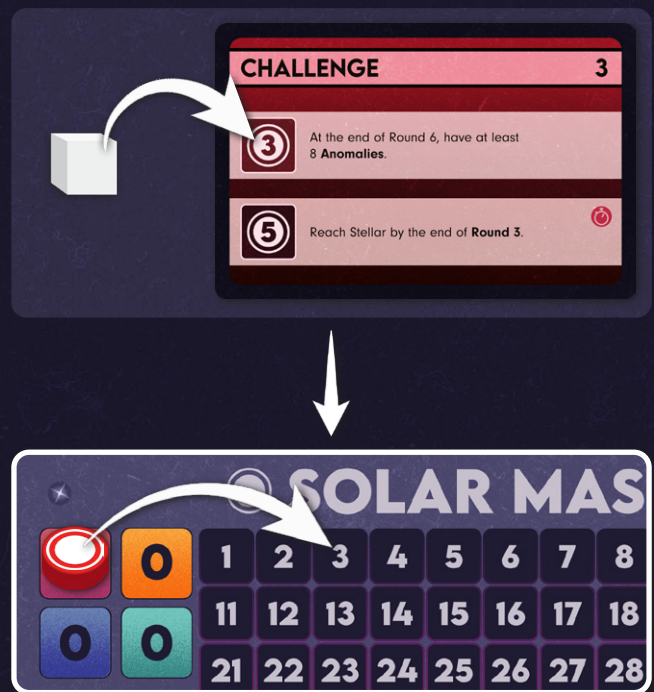 CHALLENGE 3
3 At the end of Round 6, have at least
8 Anomalies.
5 Reach Stellar by the end of Round 3.
SOLAR MAS
0 1 2 3 4 5 6 7 8
0 0 11 12 13 14 15 16 17 18
21 22 23 24 25 26 27 28